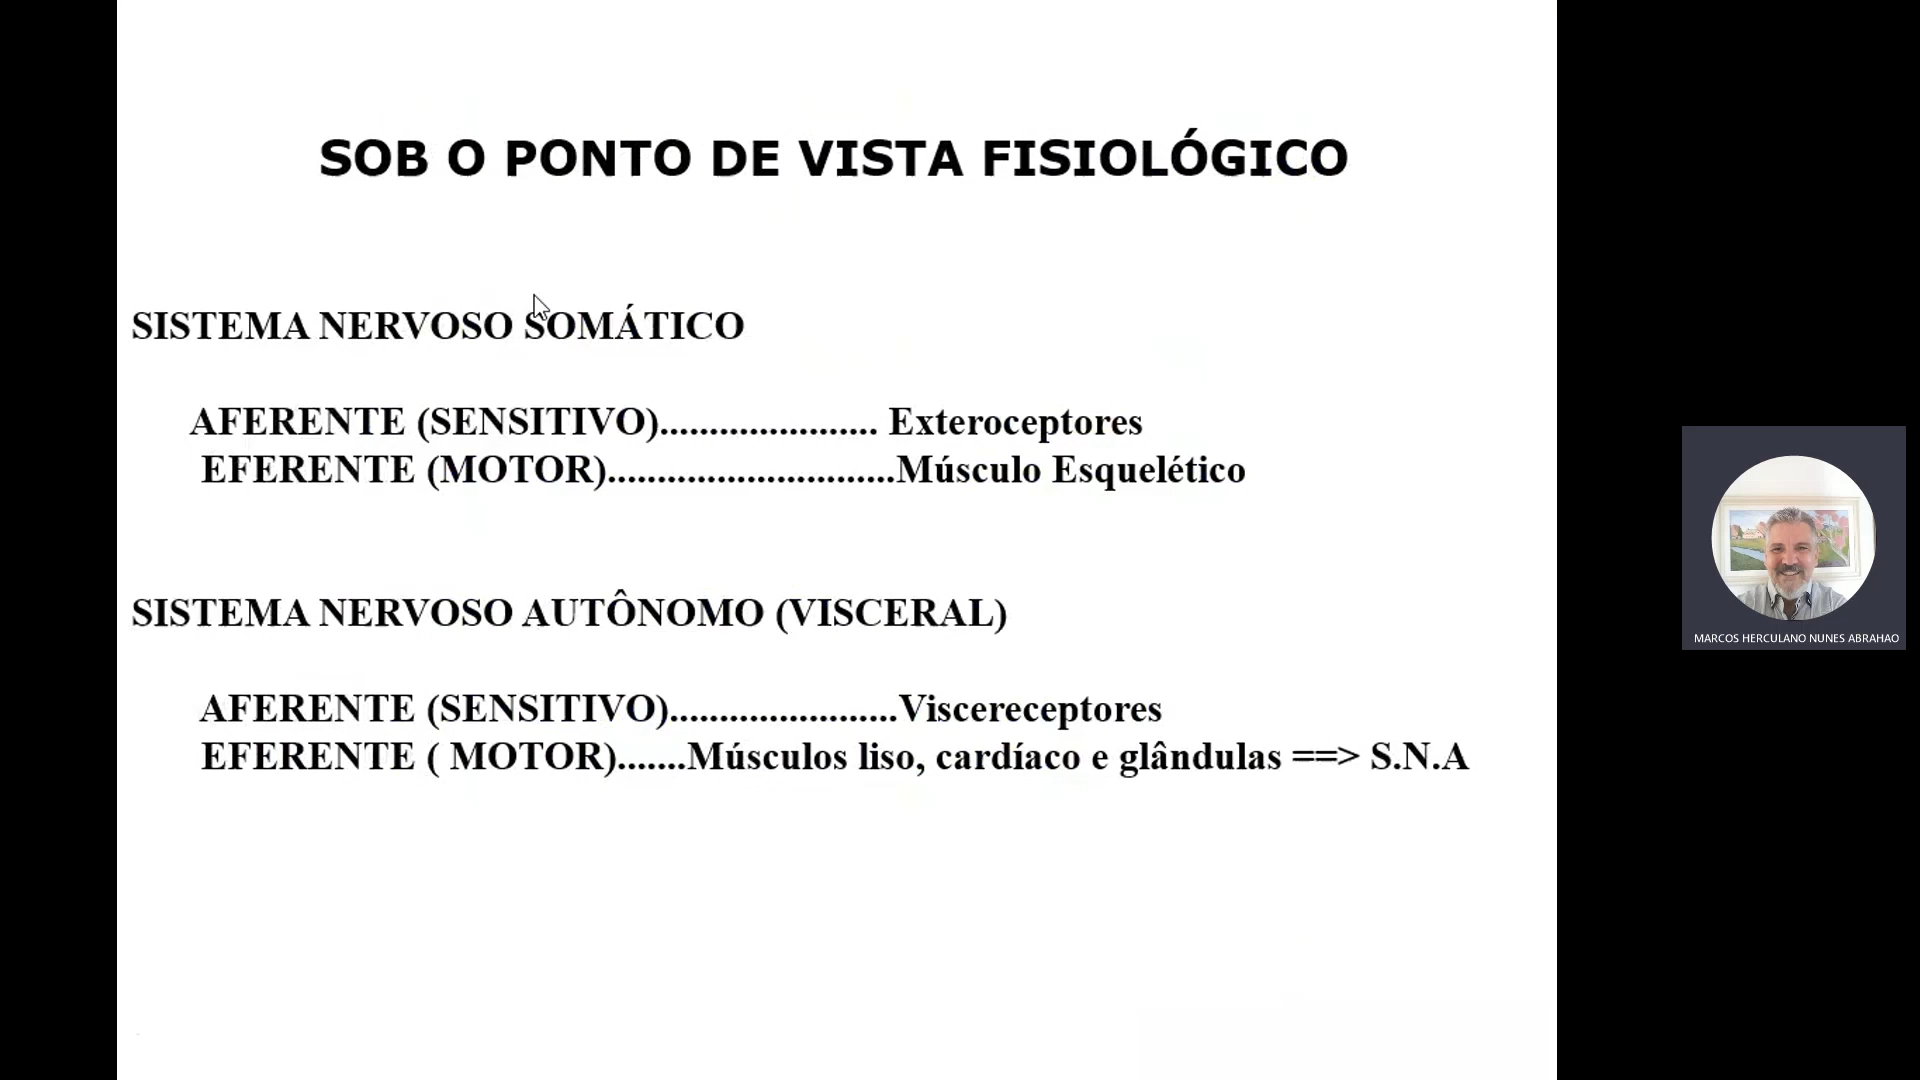 SOB O PONTO DE VISTA FISIOLÓGICO
SISTEMA NERVOSO SOMÁTICO
AFERENTE (SENSITIVO)...................... Exteroceptores
EFERENTE (MOTOR).............................Músculo Esquelético
SISTEMA NERVOSO AUTÔNOMO (VISCERAL)
AFERENTE (SENSITIVO).......................Viscereceptores
EFERENTE ( MOTOR).......Músculos liso, cardíaco e glândulas ==> S.N.A
MARCOS HERCULANO NUNES ABRAHAO